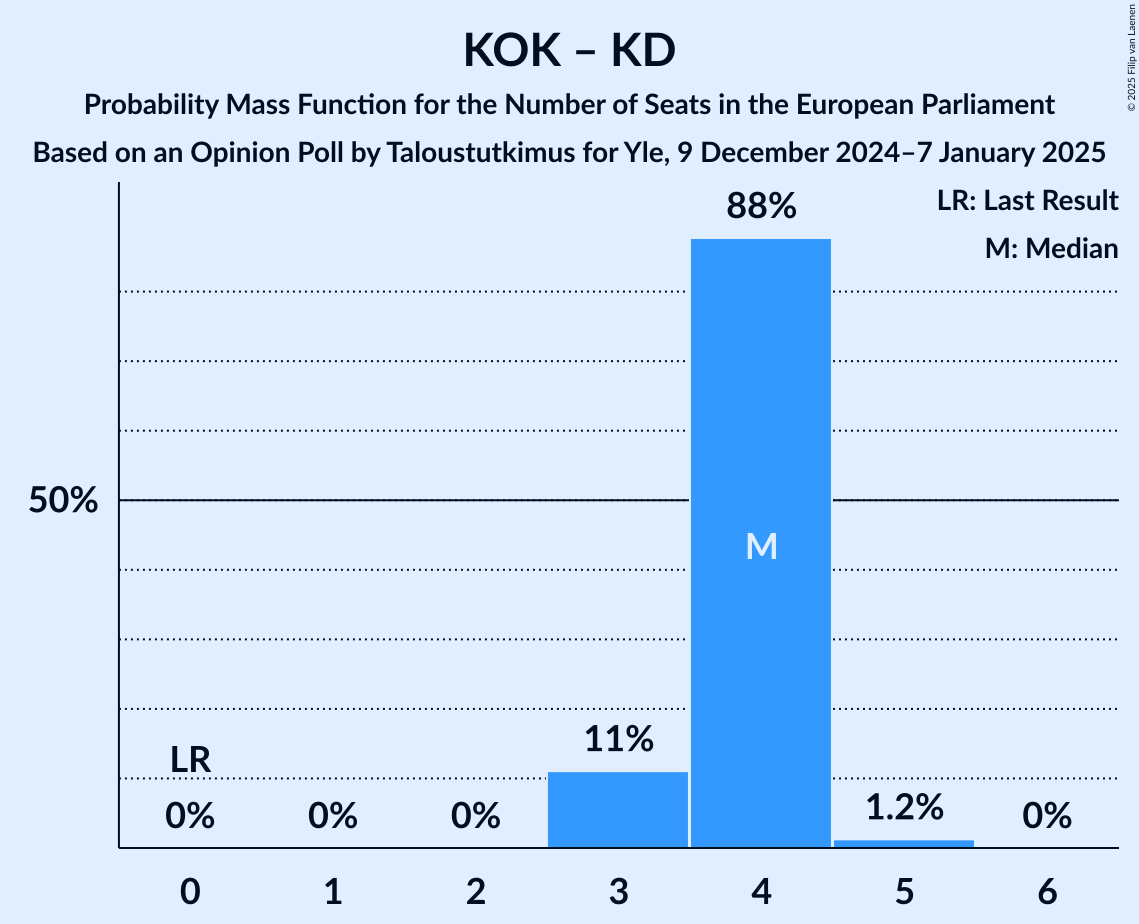 KOK – KD
Probability Mass Function for the Number of Seats in the European Parliament
Based on an Opinion Poll by Taloustutkimus for Yle, 9 December 2024–7 January 2025
© 2025 Filip van Laenen
LR: Last Result
M: Median
88%
50%
M
11%
LR
1.2%
0%
0%
0%
0%
0
1
2
3
4
5
6